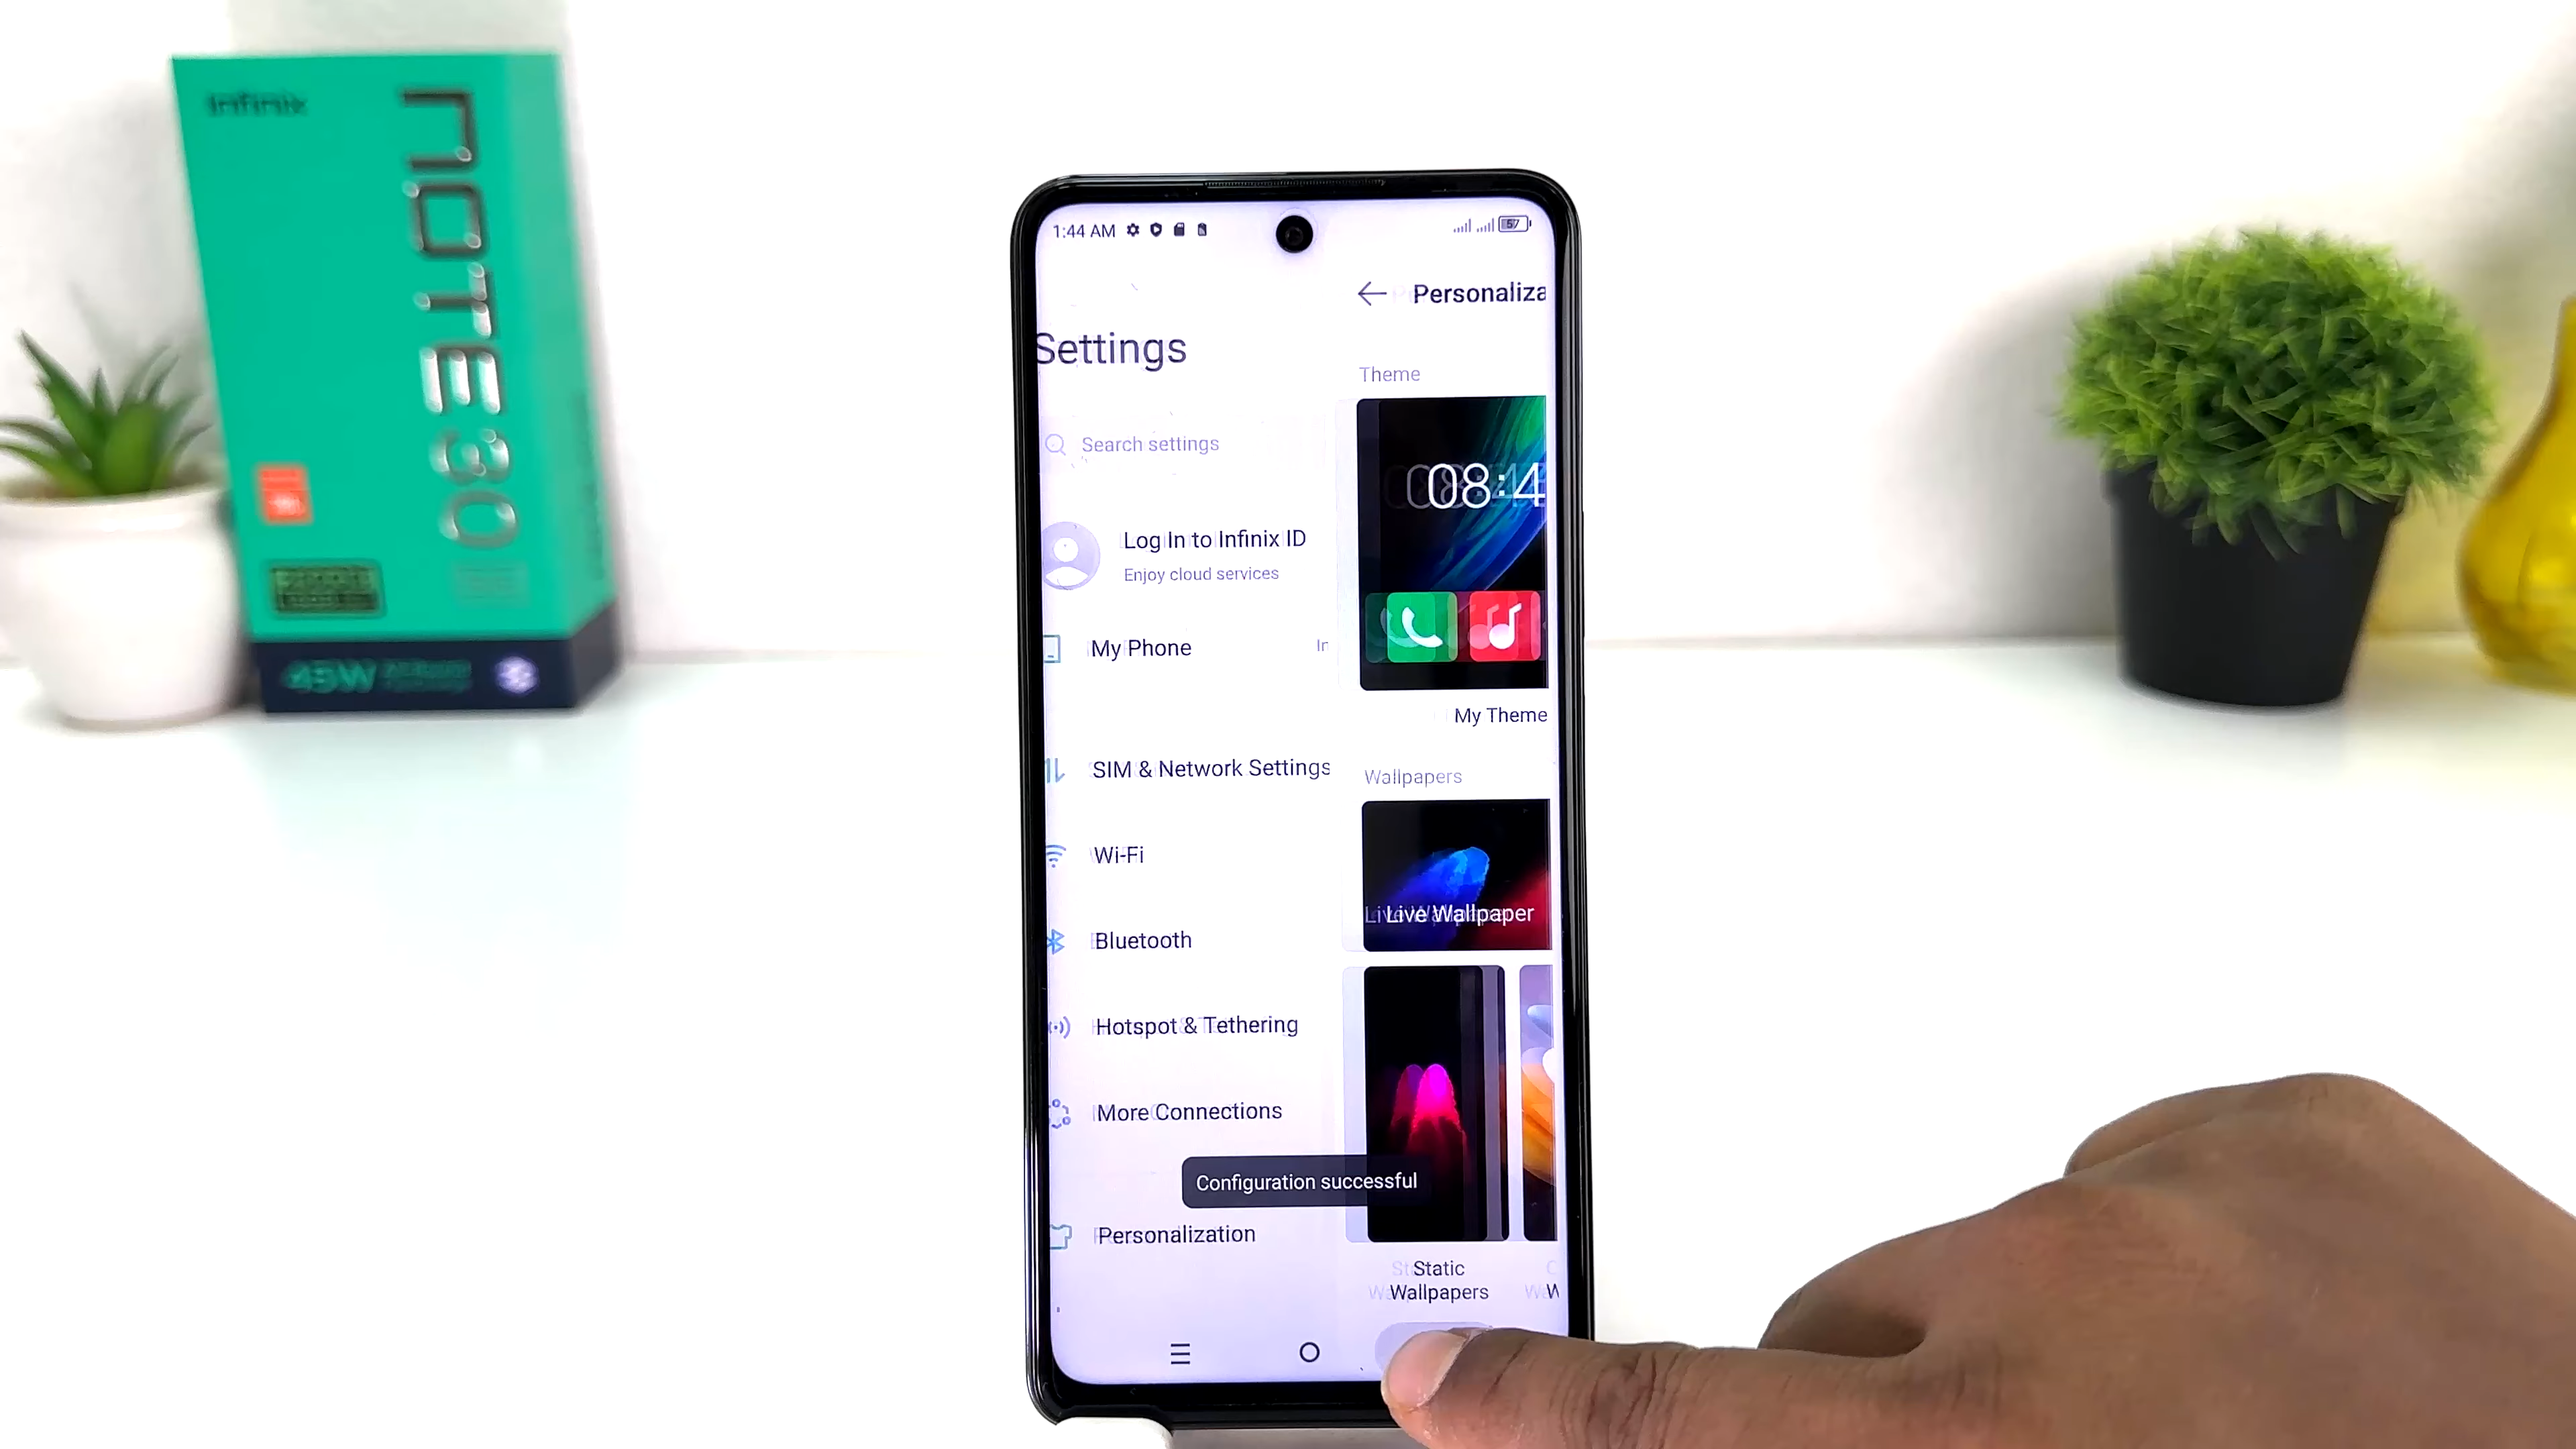 Infinix
NOTE 30
45W
1:44 AM
57
Settings
Search settings
Log In to Infinix ID
Enjoy cloud services
My Phone
In
SIM & Network Settings
Wi-Fi
Bluetooth
Hotspot & Tethering
More Connections
Personalization
Personaliza
Theme
08:4
My Theme
Wallpapers
Live Wallpaper
Static
Wallpapers
W
Configuration successful